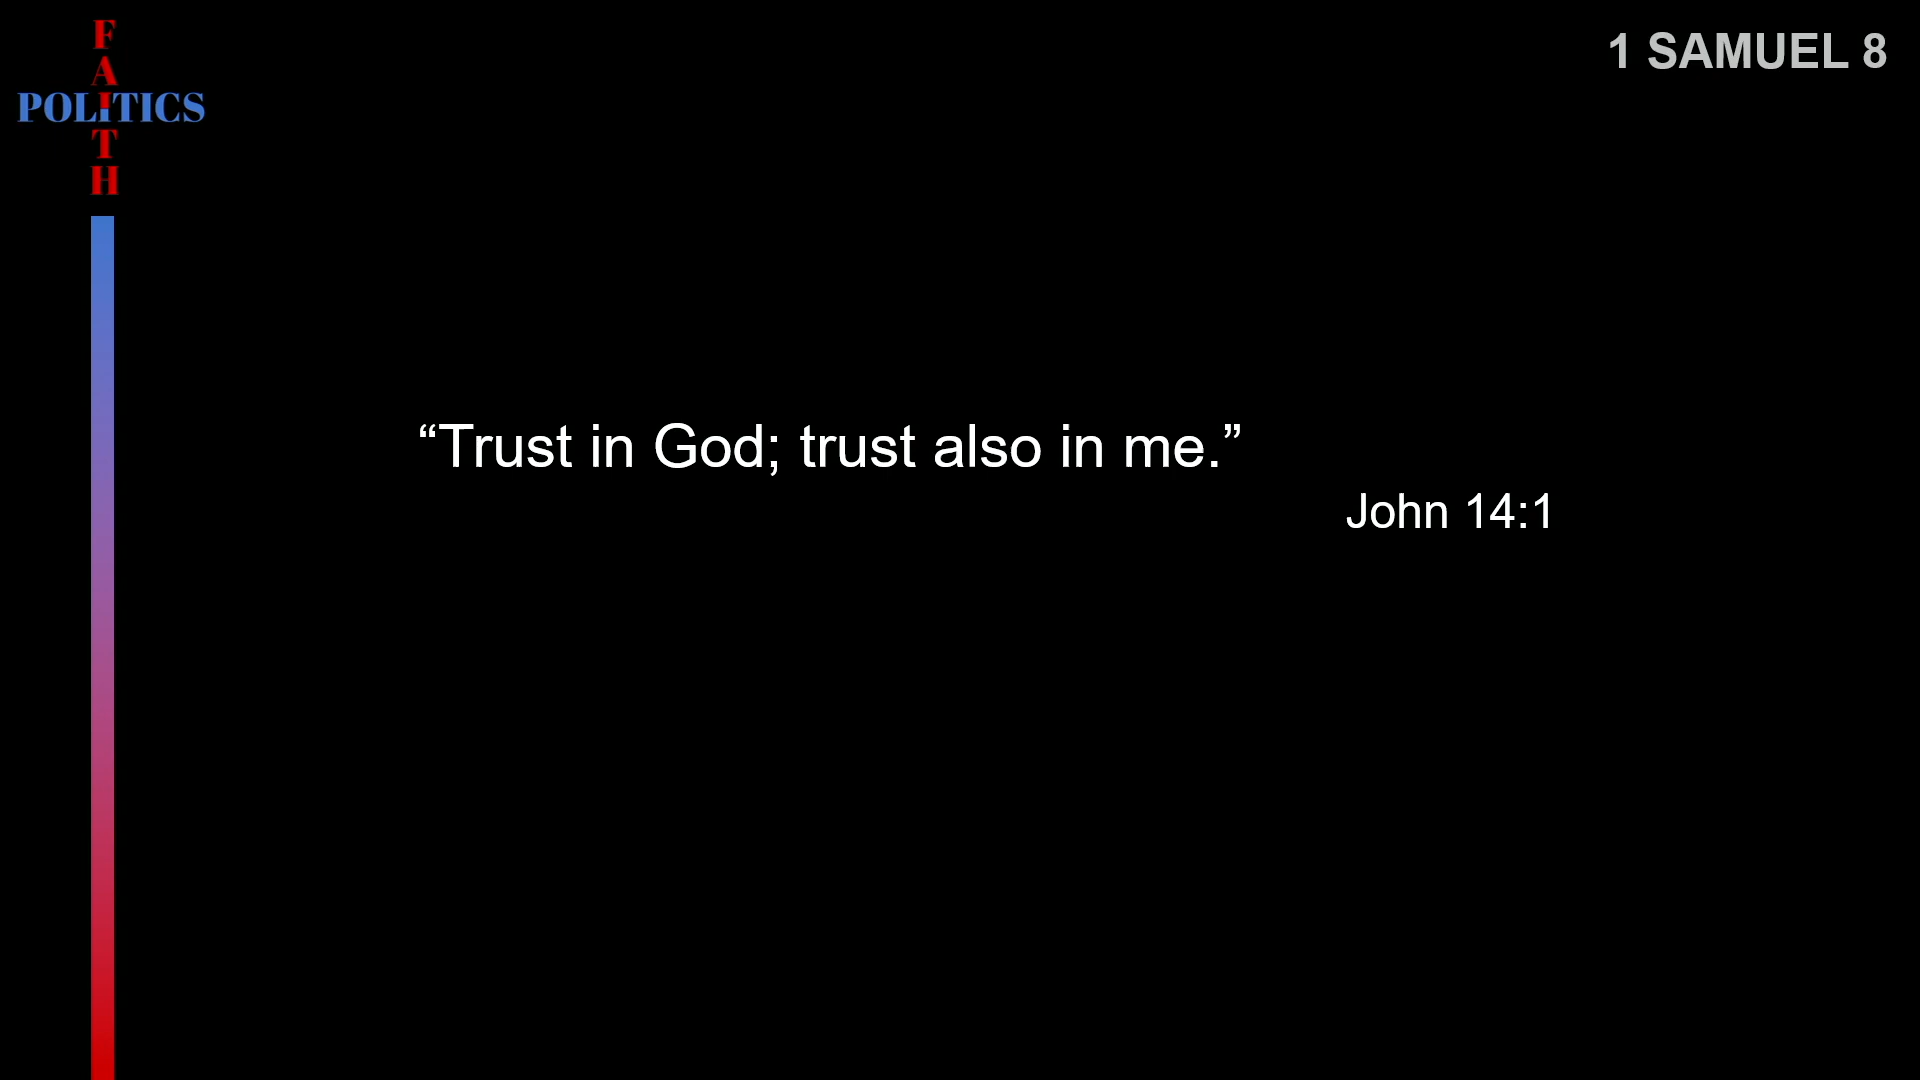 FAITH
POLITICS
1 SAMUEL 8
“Trust in God; trust also in me.”
John 14:1